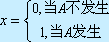 x = { 0,当A不发生
1,当A发生